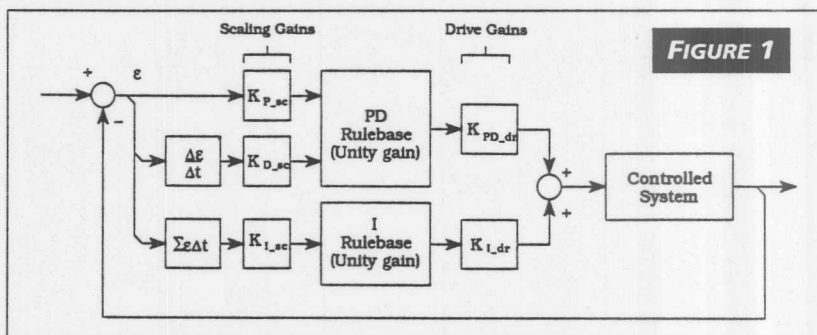 Scaling Gains
Drive Gains
FIGURE 1
+
ε
−
K P_sc
PD
Rulebase
(Unity gain)
K PD_dr
Δε
Δt
K D_sc
+
+
Controlled
System
ΣεΔt
K I_sc
I
Rulebase
(Unity gain)
K I_dr